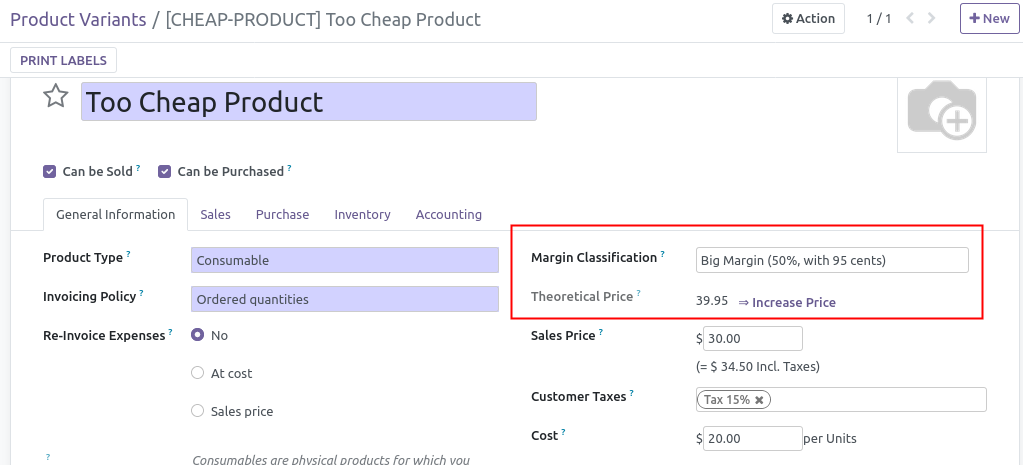 Product Variants / [CHEAP-PRODUCT] Too Cheap Product
Action
1 / 1
New
PRINT LABELS
Too Cheap Product
Can be Sold ?
Can be Purchased ?
General Information
Sales
Purchase
Inventory
Accounting
Product Type ?
Consumable
Invoicing Policy ?
Ordered quantities
Re-Invoice Expenses ?
No
At cost
Sales price
?
Consumables are physical products for which you
Margin Classification ?
Big Margin (50%, with 95 cents)
Theoretical Price ?
39.95 ⇒ Increase Price
Sales Price ?
$ 30.00
(= $ 34.50 Incl. Taxes)
Customer Taxes ?
Tax 15% ✖
Cost ?
$ 20.00 per Units